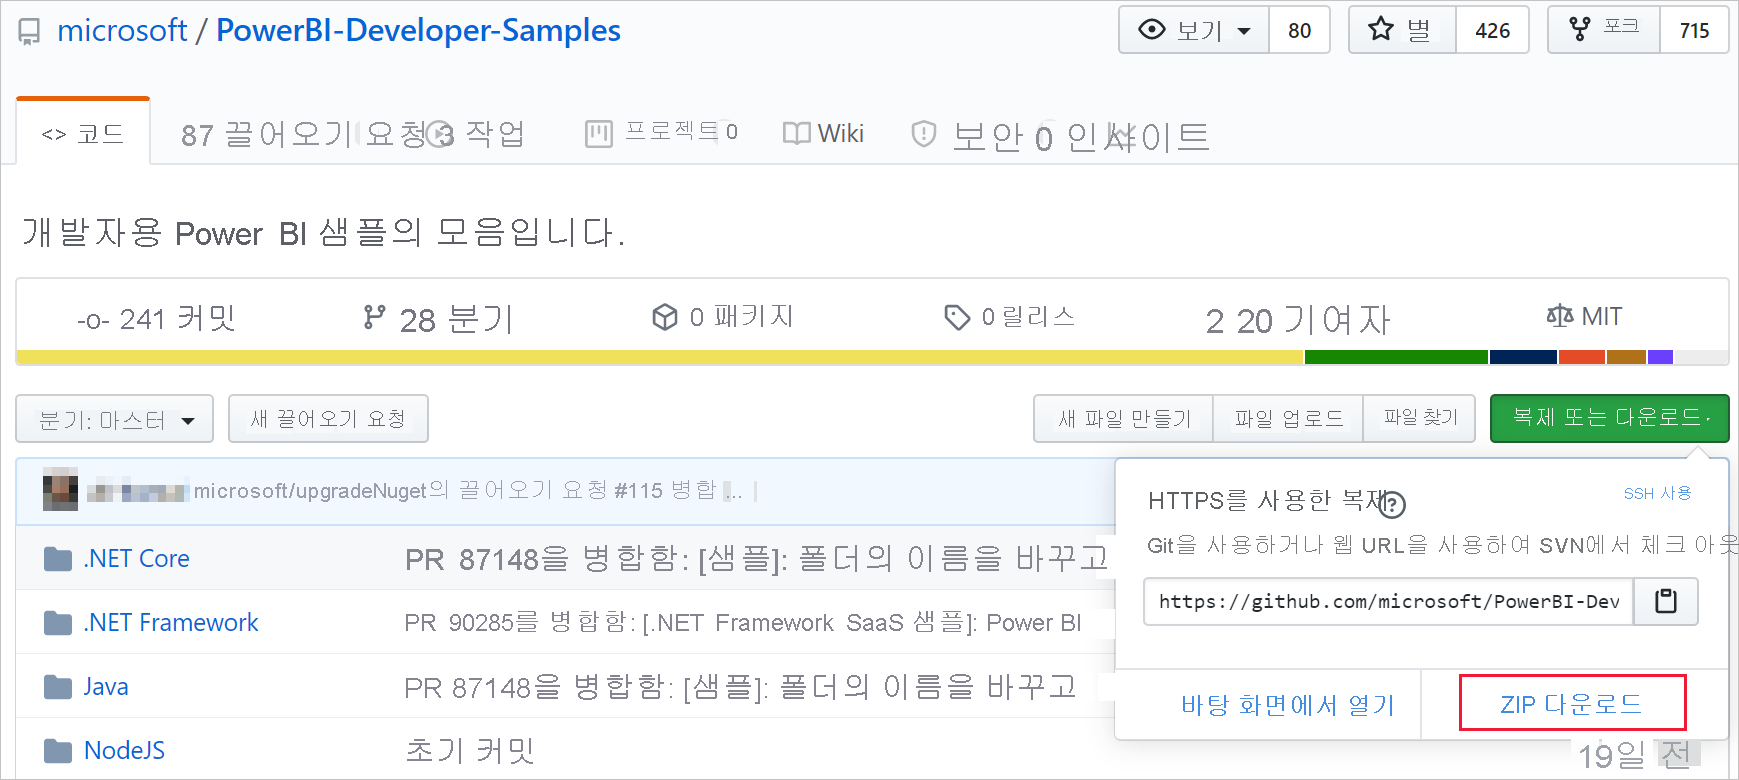 microsoft / PowerBI-Developer-Samples
보기 80
별 426
포크 715
<> 코드
87 끌어오기 요청
3 작업
프로젝트 0
Wiki
보안 0 인사이트
개발자용 Power BI 샘플의 모음입니다.
-o- 241 커밋
28 분기
0 패키지
0 릴리스
2 20 기여자
MIT
분기: 마스터
새 끌어오기 요청
새 파일 만들기
파일 업로드
파일 찾기
복제 또는 다운로드
microsoft/upgradeNuget의 끌어오기 요청 #115 병합 ...
.NET Core
PR 87148을 병합함: [샘플]: 폴더의 이름을 바꾸고
.NET Framework
PR 90285를 병합함: [.NET Framework SaaS 샘플]: Power BI
Java
PR 87148을 병합함: [샘플]: 폴더의 이름을 바꾸고
NodeJS
초기 커밋
HTTPS를 사용한 복제
SSH 사용
Git을 사용하거나 웹 URL을 사용하여 SVN에서 체크 아웃
https://github.com/microsoft/PowerBI-Dev
바탕 화면에서 열기
ZIP 다운로드
19일 전